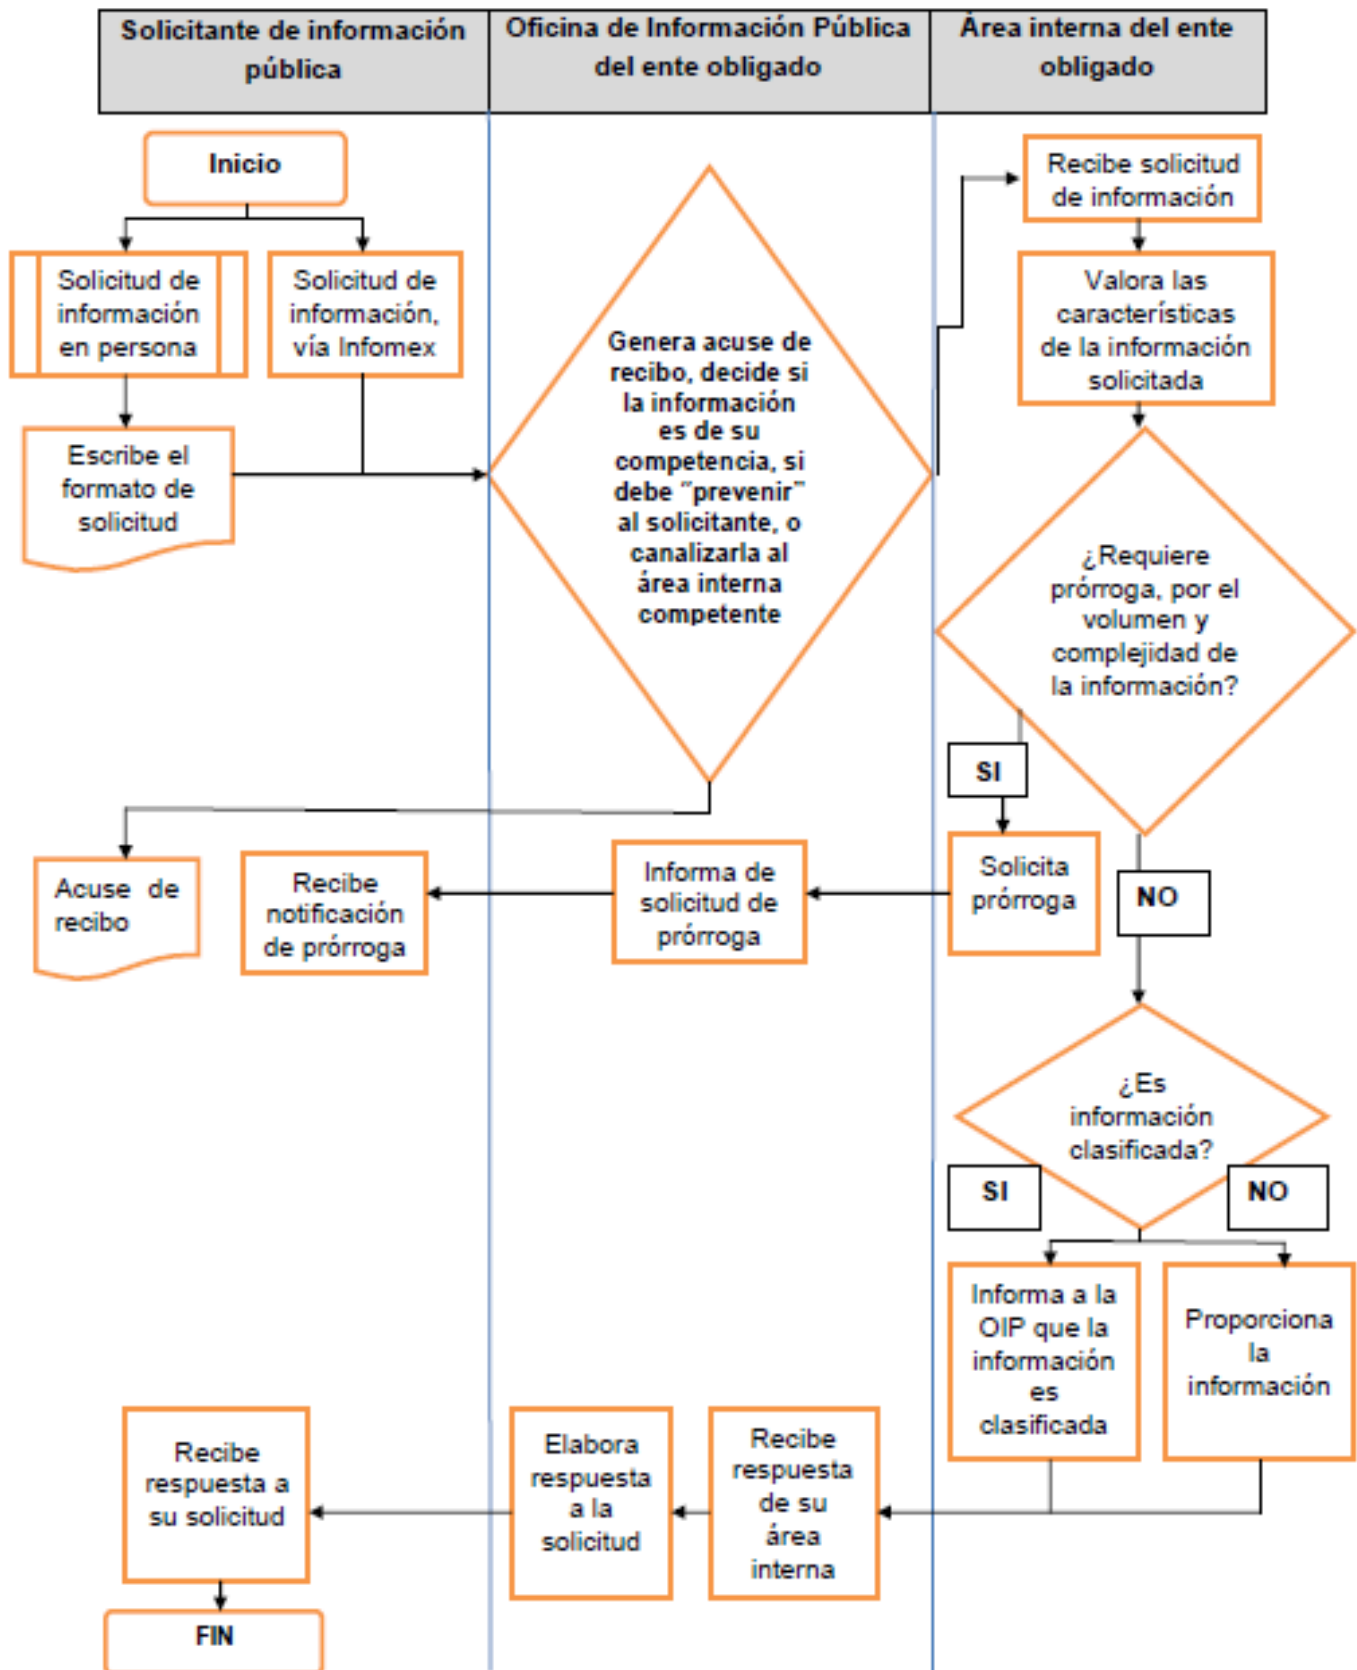 Solicitante de información
pública
Oficina de Información Pública
del ente obligado
Área interna del ente
obligado
Inicio
Solicitud de
información
en persona
Solicitud de
información,
vía Infomex
Escribe el
formato de
solicitud
Genera acuse de
recibo, decide si
la información
es de su
competencia, si
debe "prevenir"
al solicitante, o
canalizarla al
área interna
competente
Recibe solicitud
de información
Valora las
características
de la información
solicitada
¿Requiere
prórroga, por el
volumen y
complejidad de
la información?
SI
NO
Solicita
prórroga
Informa de
solicitud de
prórroga
Recibe
notificación
de prórroga
Acuse de
recibo
¿Es
información
clasificada?
SI
NO
Informa a la
OIP que la
información
es
clasificada
Proporciona
la
información
Recibe
respuesta
de su
área
interna
Elabora
respuesta
a la
solicitud
Recibe
respuesta a
su solicitud
FIN